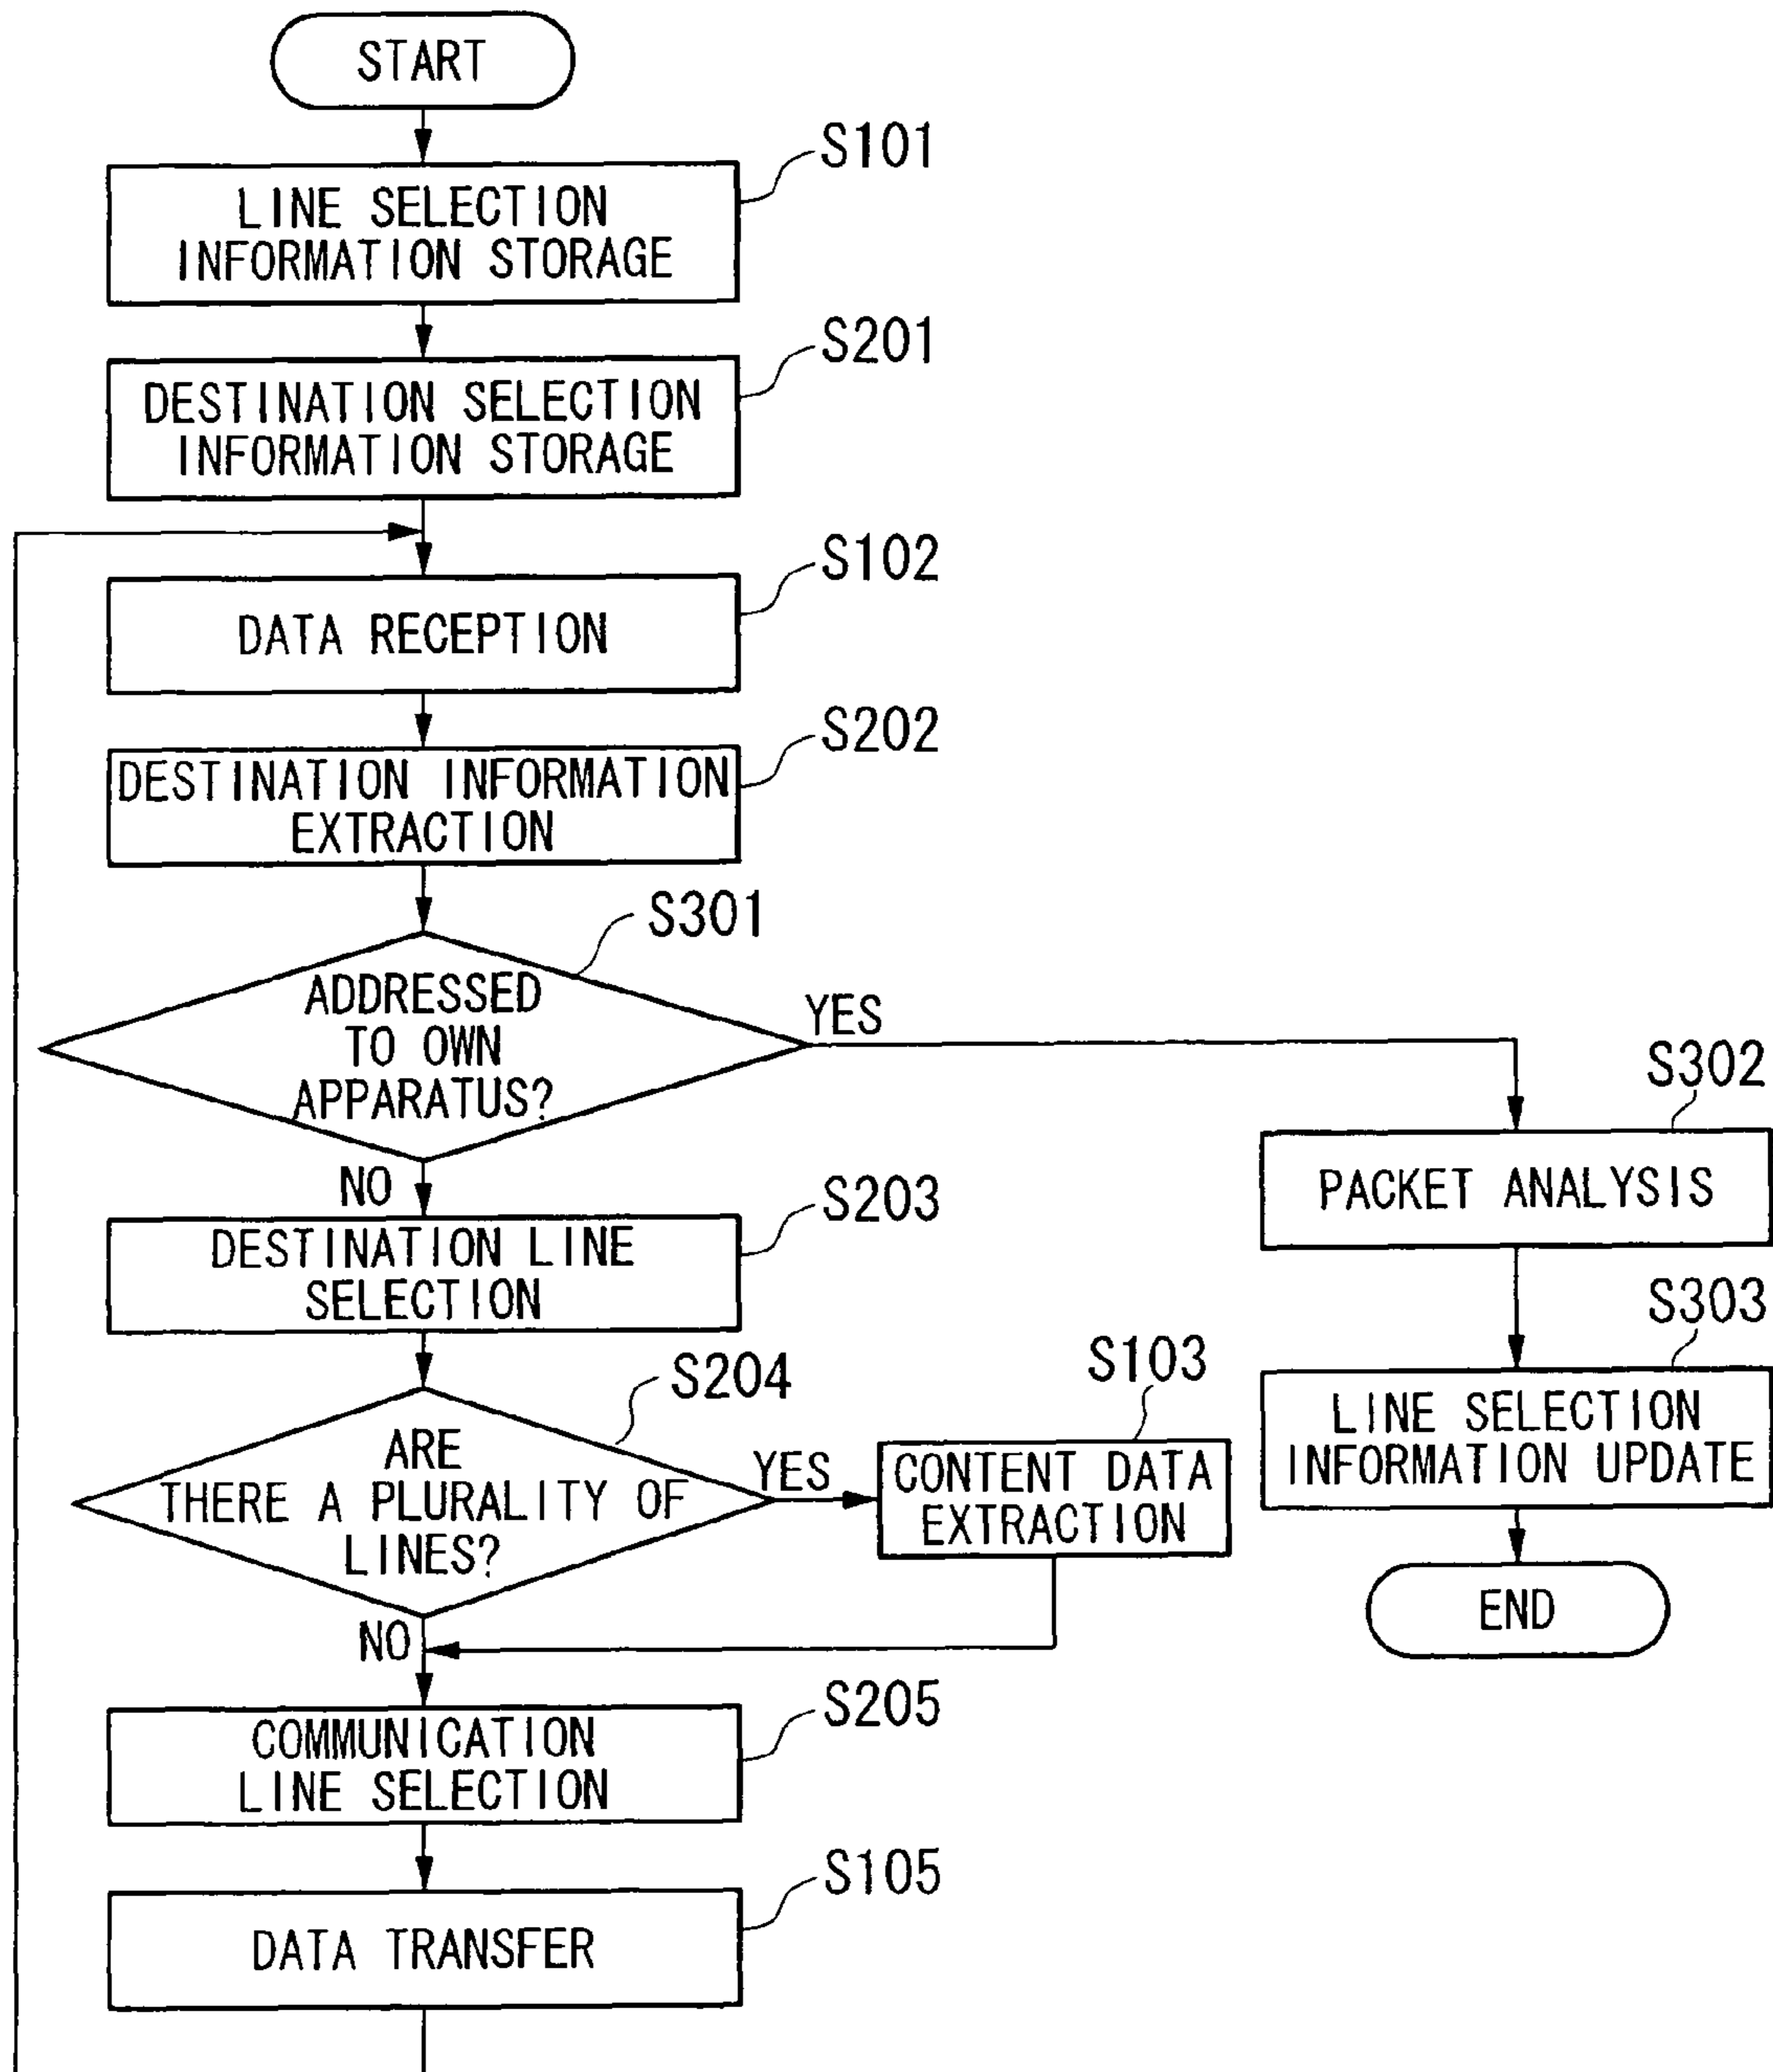 START
S101
LINE SELECTION
INFORMATION STORAGE
S201
DESTINATION SELECTION
INFORMATION STORAGE
S102
DATA RECEPTION
S202
DESTINATION INFORMATION
EXTRACTION
S301
ADDRESSED
TO OWN
APPARATUS?
YES
NO
S302
PACKET ANALYSIS
S203
DESTINATION LINE
SELECTION
S303
LINE SELECTION
INFORMATION UPDATE
END
S204
ARE
THERE A PLURALITY OF
LINES?
YES
NO
S103
CONTENT DATA
EXTRACTION
S205
COMMUNICATION
LINE SELECTION
S105
DATA TRANSFER